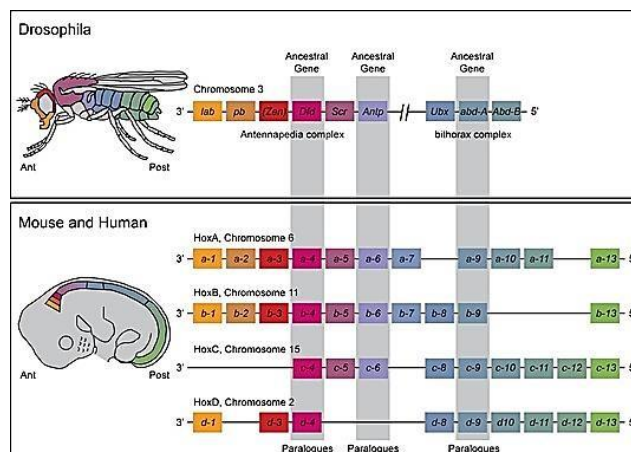 Drosophila
Ancestral Gene Ancestral Gene Ancestral Gene
Chromosome 3
3' lab pb (Zen) Dfd Scr Antp // Ubx abd-A Abd-B 5'
Antennapedia complex bithorax complex
Ant Post
Mouse and Human
HoxA, Chromosome 6
3' a-1 a-2 a-3 a-4 a-5 a-6 a-7 a-9 a-10 a-11 a-13 5'
HoxB, Chromosome 11
3' b-1 b-2 b-3 b-4 b-5 b-6 b-7 b-8 b-9 b-13 5'
HoxC, Chromosome 15
3' c-4 c-5 c-6 c-8 c-9 c-10 c-11 c-12 c-13 5'
Ant Post
HoxD, Chromosome 2
3' d-1 d-3 d-4 d-8 d-9 d10 d-11 d-12 d-13 5'
Paralogues Paralogues Paralogues